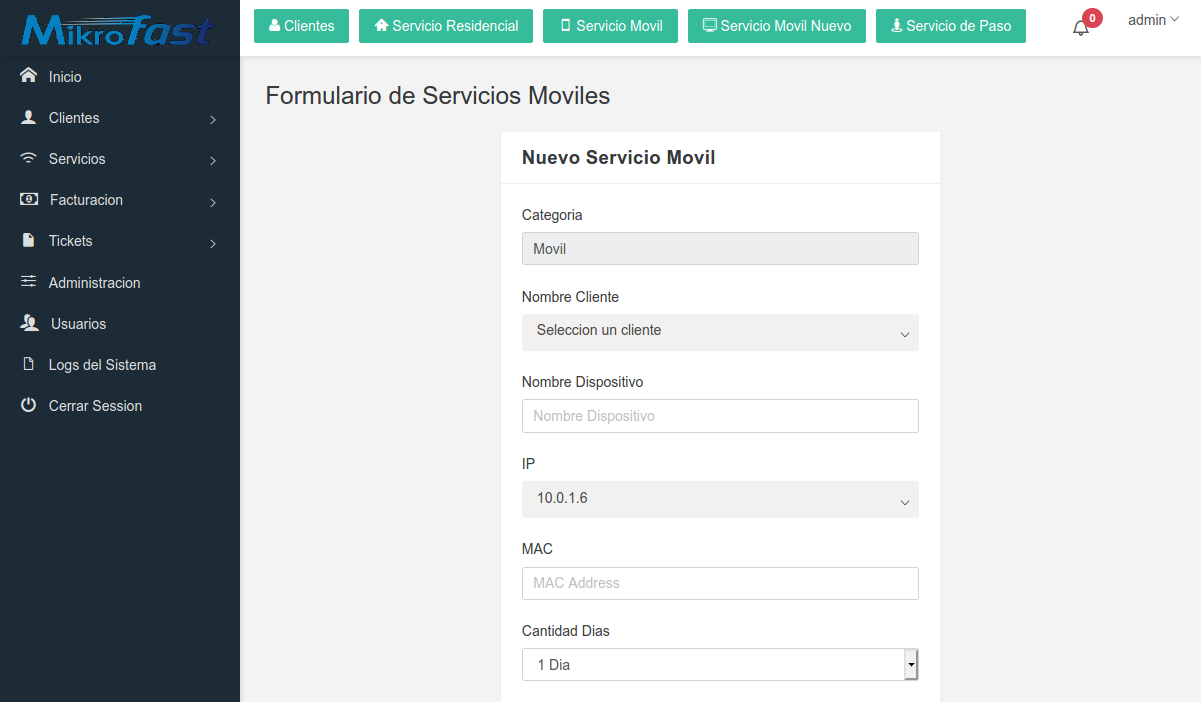 MikroFast
Clientes
Servicio Residencial
Servicio Movil
Servicio Movil Nuevo
Servicio de Paso
0
admin
Inicio
Clientes
Servicios
Facturacion
Tickets
Administracion
Usuarios
Logs del Sistema
Cerrar Session
Formulario de Servicios Moviles
Nuevo Servicio Movil
Categoria
Movil
Nombre Cliente
Seleccion un cliente
Nombre Dispositivo
Nombre Dispositivo
IP
10.0.1.6
MAC
MAC Address
Cantidad Dias
1 Dia